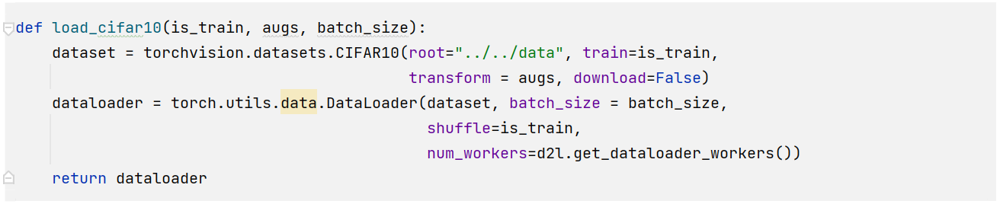 def load_cifar10(is_train, augs, batch_size):
    dataset = torchvision.datasets.CIFAR10(root="../../data", train=is_train,
                                           transform = augs, download=False)
    dataloader = torch.utils.data.DataLoader(dataset, batch_size = batch_size,
                                             shuffle=is_train,
                                             num_workers=d2l.get_dataloader_workers())
    return dataloader